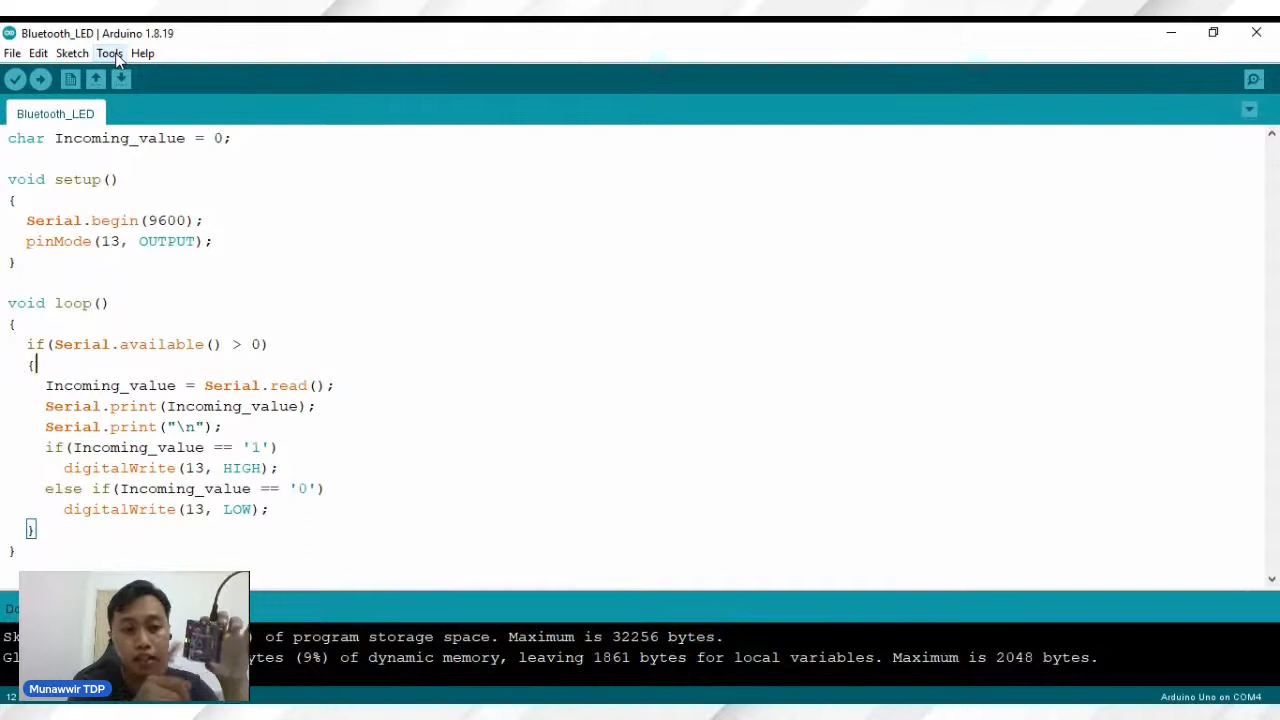 Bluetooth_LED | Arduino 1.8.19
File Edit Sketch Tools Help
Bluetooth_LED
char Incoming_value = 0;
void setup()
{
Serial.begin(9600);
pinMode(13, OUTPUT);
}
void loop()
{
if(Serial.available() > 0)
{
Incoming_value = Serial.read();
Serial.print(Incoming_value);
Serial.print("\n");
if(Incoming_value == '1')
digitalWrite(13, HIGH);
else if(Incoming_value == '0')
digitalWrite(13, LOW);
}
}
) of program storage space. Maximum is 32256 bytes.
(9%) of dynamic memory, leaving 1861 bytes for local variables. Maximum is 2048 bytes.
Munawwir TDP
12
Arduino Uno on COM4